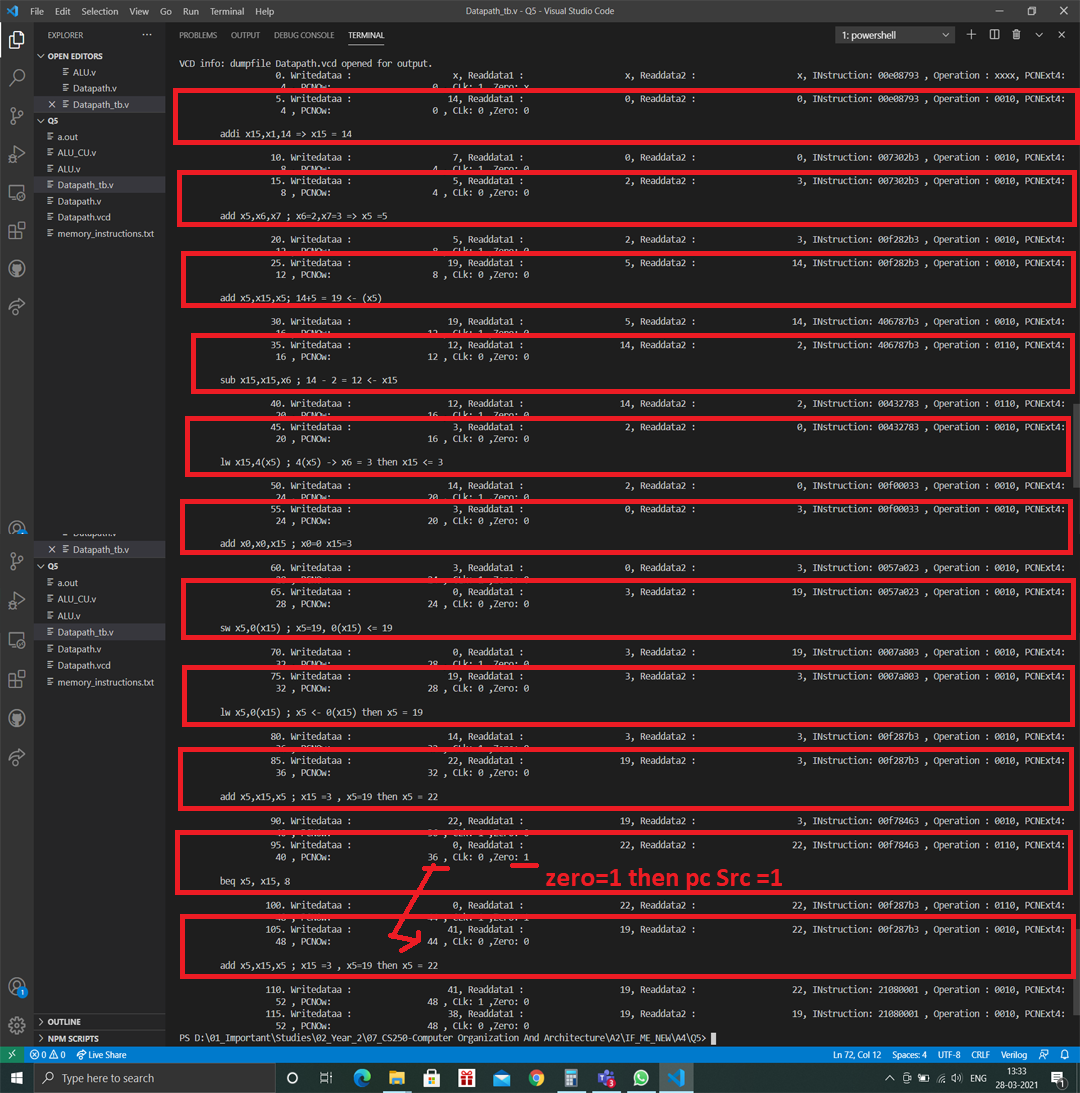 File Edit Selection View Go Run Terminal Help
Datapath_tb.v - Q5 - Visual Studio Code
EXPLORER
OPEN EDITORS
ALU.v
Datapath.v
Datapath_tb.v
Q5
a.out
ALU_CU.v
ALU.v
Datapath_tb.v
Datapath.v
Datapath.vcd
memory_instructions.txt
Datapath_tb.v
Q5
a.out
ALU_CU.v
ALU.v
Datapath_tb.v
Datapath.v
Datapath.vcd
memory_instructions.txt
OUTLINE
NPM SCRIPTS
PROBLEMS OUTPUT DEBUG CONSOLE TERMINAL
1: powershell
VCD info: dumpfile Datapath.vcd opened for output.
0. Writedataa : x, Readdata1 : x, Readdata2 : x, INstruction: 00e08793 , Operation : xxxx, PCNExt4:
4 , PCNOw: 0 , CLk: 1 ,Zero: x
5. Writedataa : 14, Readdata1 : 0, Readdata2 : 0, INstruction: 00e08793 , Operation : 0010, PCNExt4:
4 , PCNOw: 0 , CLk: 0 ,Zero: 0
addi x15,x1,14 => x15 = 14
10. Writedataa : 7, Readdata1 : 0, Readdata2 : 0, INstruction: 007302b3 , Operation : 0010, PCNExt4:
15. Writedataa : 5, Readdata1 : 2, Readdata2 : 3, INstruction: 007302b3 , Operation : 0010, PCNExt4:
8 , PCNOw: 4 , CLk: 0 ,Zero: 0
add x5,x6,x7 ; x6=2,x7=3 => x5 =5
20. Writedataa : 5, Readdata1 : 2, Readdata2 : 3, INstruction: 00f282b3 , Operation : 0010, PCNExt4:
25. Writedataa : 19, Readdata1 : 5, Readdata2 : 14, INstruction: 00f282b3 , Operation : 0010, PCNExt4:
12 , PCNOw: 8 , CLk: 0 ,Zero: 0
add x5,x15,x5; 14+5 = 19 <- (x5)
30. Writedataa : 19, Readdata1 : 5, Readdata2 : 14, INstruction: 406787b3 , Operation : 0010, PCNExt4:
35. Writedataa : 12, Readdata1 : 14, Readdata2 : 2, INstruction: 406787b3 , Operation : 0110, PCNExt4:
16 , PCNOw: 12 , CLk: 0 ,Zero: 0
sub x15,x15,x6 ; 14 - 2 = 12 <- x15
40. Writedataa : 12, Readdata1 : 14, Readdata2 : 2, INstruction: 00432783 , Operation : 0110, PCNExt4:
45. Writedataa : 3, Readdata1 : 2, Readdata2 : 0, INstruction: 00432783 , Operation : 0010, PCNExt4:
20 , PCNOw: 16 , CLk: 0 ,Zero: 0
lw x15,4(x5) ; 4(x5) -> x6 = 3 then x15 <= 3
50. Writedataa : 14, Readdata1 : 2, Readdata2 : 0, INstruction: 00f00033 , Operation : 0010, PCNExt4:
55. Writedataa : 3, Readdata1 : 0, Readdata2 : 3, INstruction: 00f00033 , Operation : 0010, PCNExt4:
24 , PCNOw: 20 , CLk: 0 ,Zero: 0
add x0,x0,x15 ; x0=0 x15=3
60. Writedataa : 3, Readdata1 : 0, Readdata2 : 3, INstruction: 0057a023 , Operation : 0010, PCNExt4:
65. Writedataa : 0, Readdata1 : 3, Readdata2 : 19, INstruction: 0057a023 , Operation : 0010, PCNExt4:
28 , PCNOw: 24 , CLk: 0 ,Zero: 0
sw x5,0(x15) ; x5=19, 0(x15) <= 19
70. Writedataa : 0, Readdata1 : 3, Readdata2 : 19, INstruction: 0007a803 , Operation : 0010, PCNExt4:
75. Writedataa : 19, Readdata1 : 3, Readdata2 : 3, INstruction: 0007a803 , Operation : 0010, PCNExt4:
32 , PCNOw: 28 , CLk: 0 ,Zero: 0
lw x5,0(x15) ; x5 <- 0(x15) then x5 = 19
80. Writedataa : 14, Readdata1 : 3, Readdata2 : 3, INstruction: 00f287b3 , Operation : 0010, PCNExt4:
85. Writedataa : 22, Readdata1 : 19, Readdata2 : 3, INstruction: 00f287b3 , Operation : 0010, PCNExt4:
36 , PCNOw: 32 , CLk: 0 ,Zero: 0
add x5,x15,x5 ; x15 =3 , x5=19 then x5 = 22
90. Writedataa : 22, Readdata1 : 19, Readdata2 : 3, INstruction: 00f78463 , Operation : 0010, PCNExt4:
95. Writedataa : 0, Readdata1 : 22, Readdata2 : 22, INstruction: 00f78463 , Operation : 0110, PCNExt4:
40 , PCNOw: 36 , CLk: 0 ,Zero: 1
zero=1 then pc Src =1
beq x5, x15, 8
100. Writedataa : 0, Readdata1 : 22, Readdata2 : 22, INstruction: 00f287b3 , Operation : 0110, PCNExt4:
105. Writedataa : 41, Readdata1 : 19, Readdata2 : 22, INstruction: 00f287b3 , Operation : 0010, PCNExt4:
48 , PCNOw: 44 , CLk: 0 ,Zero: 0
add x5,x15,x5 ; x15 =3 , x5=19 then x5 = 22
110. Writedataa : 41, Readdata1 : 19, Readdata2 : 22, INstruction: 21080001 , Operation : 0010, PCNExt4:
52 , PCNOw: 48 , CLk: 1 ,Zero: 0
115. Writedataa : 38, Readdata1 : 19, Readdata2 : 19, INstruction: 21080001 , Operation : 0010, PCNExt4:
52 , PCNOw: 48 , CLk: 0 ,Zero: 0
PS D:\01_Important\Studies\02_Year_2\07_CS250-Computer Organization And Architecture\A2\IF_ME_NEW\A4\Q5>
0 0 0 Live Share
Ln 72, Col 12 Spaces: 4 UTF-8 CRLF Verilog
Type here to search
ENG
13:33
28-03-2021